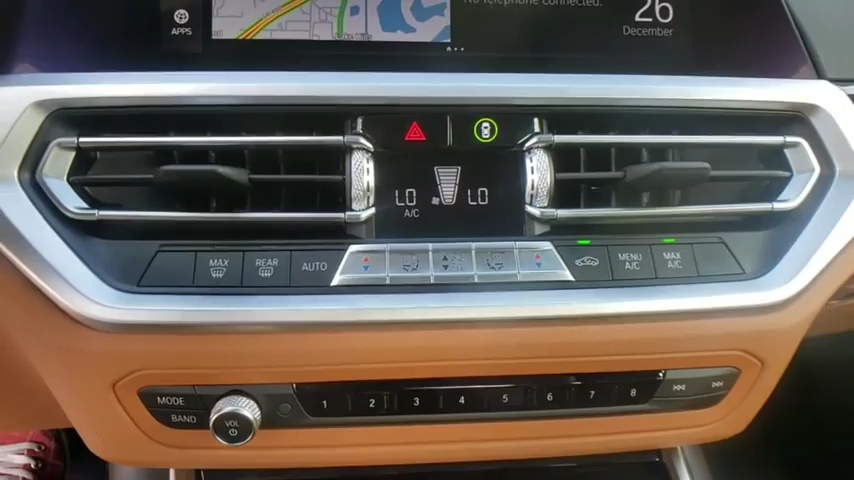 No telephone connected.
26
December
APPS
LO
LO
A/C
MAX
REAR
AUTO
MENU
A/C
MAX
A/C
MODE
BAND
VOL
1 2 3 4 5 6 7 8